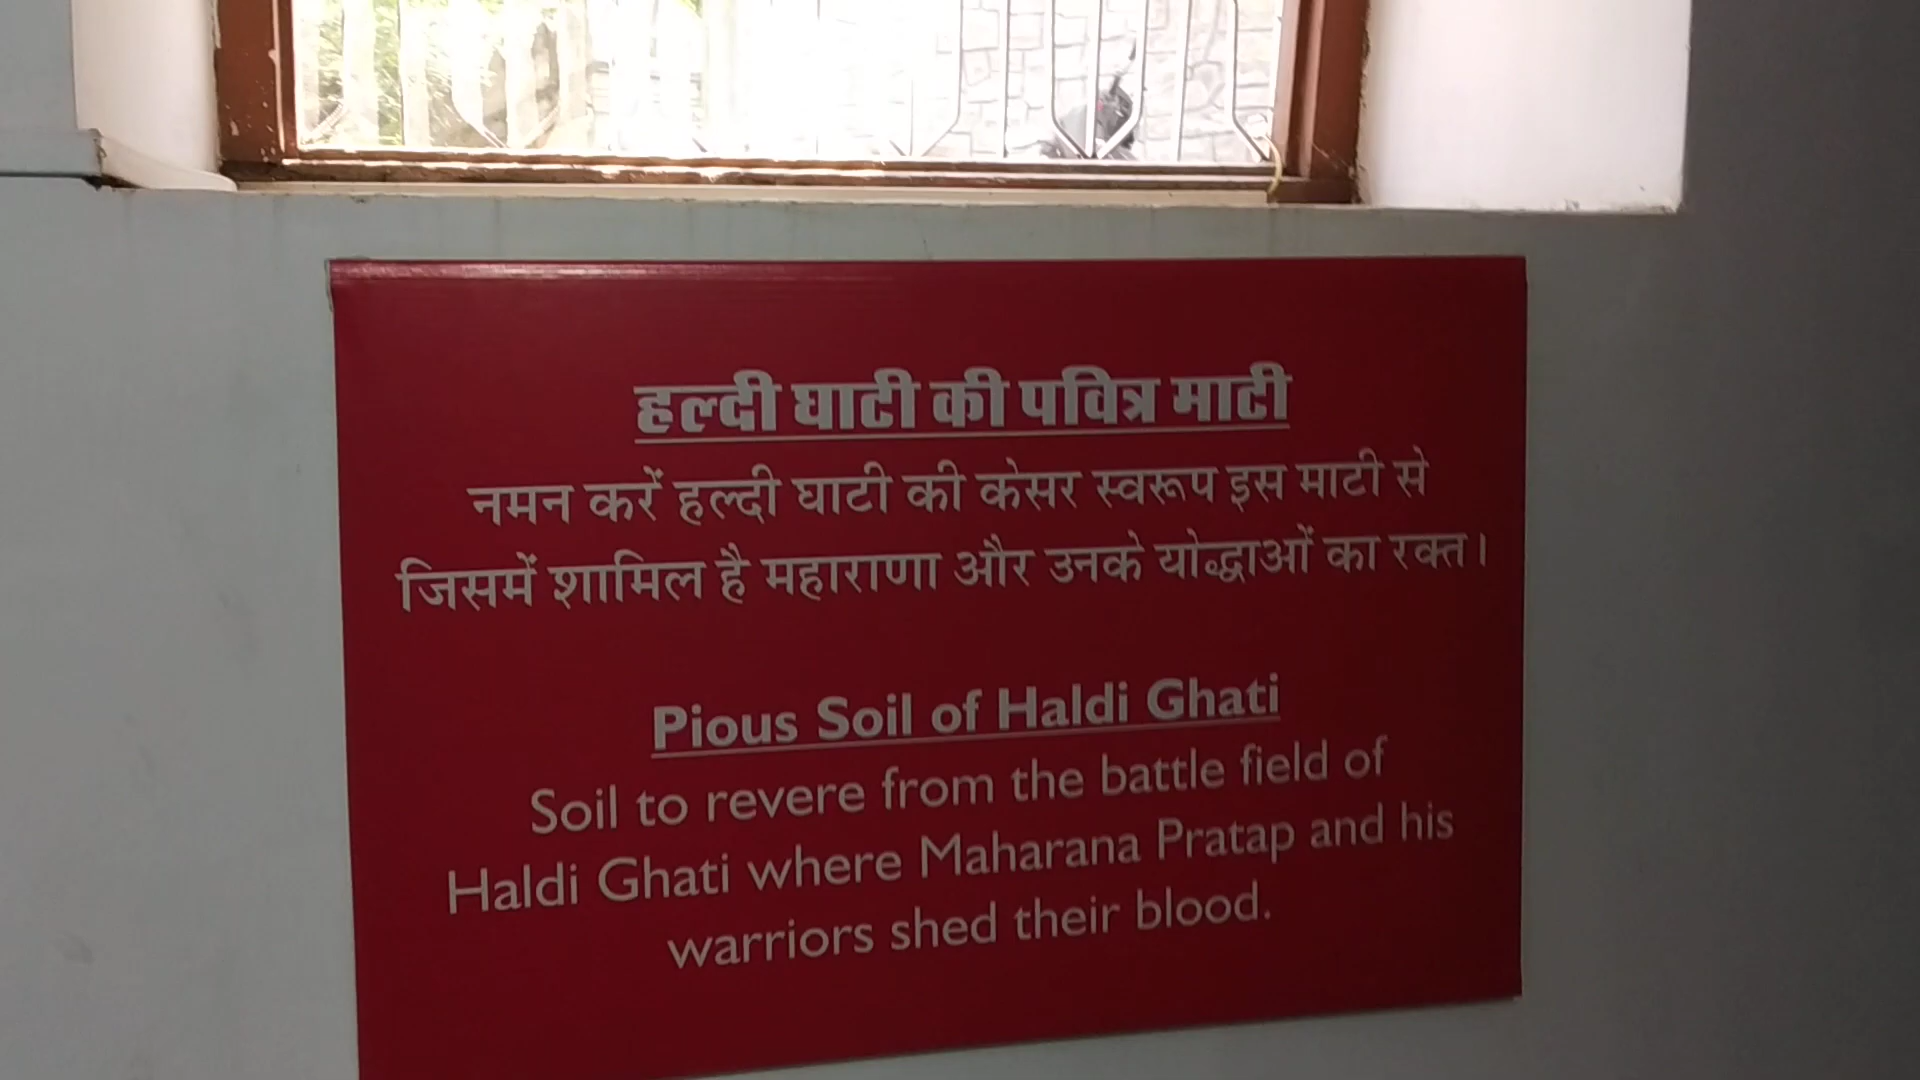 हल्दी घाटी की पवित्र माटी
नमन करें हल्दी घाटी की केसर स्वरूप इस माटी से
जिसमें शामिल है महाराणा और उनके योद्धाओं का रक्त।
Pious Soil of Haldi Ghati
Soil to revere from the battle field of
Haldi Ghati where Maharana Pratap and his
warriors shed their blood.